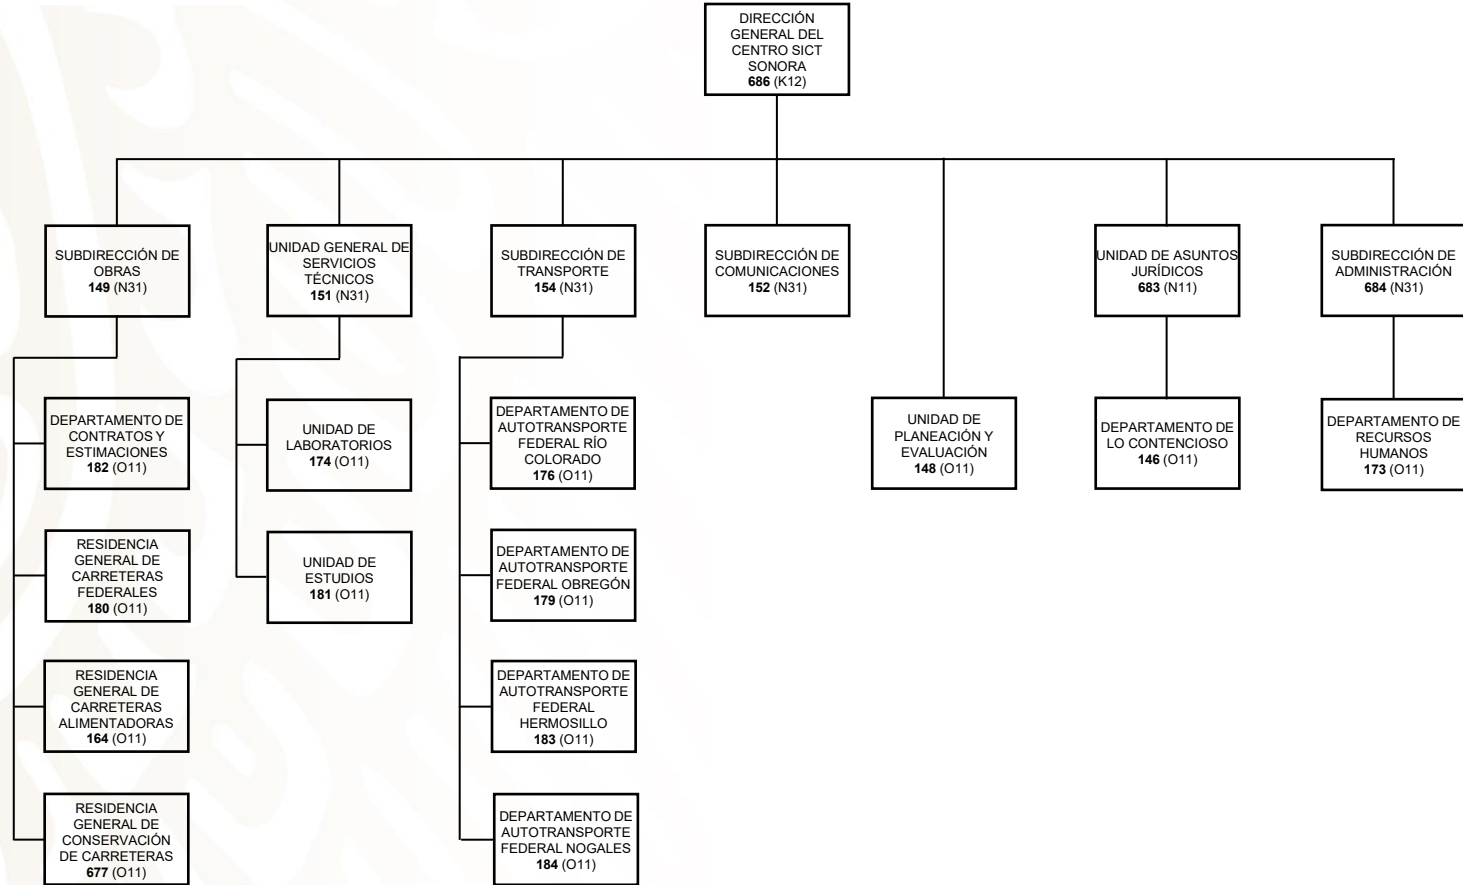 DIRECCIÓN
GENERAL DEL
CENTRO SICT
SONORA
686 (K12)
SUBDIRECCIÓN DE
OBRAS
149 (N31)
UNIDAD GENERAL DE
SERVICIOS
TÉCNICOS
151 (N31)
SUBDIRECCIÓN DE
TRANSPORTE
154 (N31)
SUBDIRECCIÓN DE
COMUNICACIONES
152 (N31)
UNIDAD DE ASUNTOS
JURÍDICOS
683 (N11)
SUBDIRECCIÓN DE
ADMINISTRACIÓN
684 (N31)
DEPARTAMENTO DE
CONTRATOS Y
ESTIMACIONES
182 (O11)
UNIDAD DE
LABORATORIOS
174 (O11)
DEPARTAMENTO DE
AUTOTRANSPORTE
FEDERAL RÍO
COLORADO
176 (O11)
UNIDAD DE
PLANEACIÓN Y
EVALUACIÓN
148 (O11)
DEPARTAMENTO DE
LO CONTENCIOSO
146 (O11)
DEPARTAMENTO DE
RECURSOS
HUMANOS
173 (O11)
RESIDENCIA
GENERAL DE
CARRETERAS
FEDERALES
180 (O11)
UNIDAD DE
ESTUDIOS
181 (O11)
DEPARTAMENTO DE
AUTOTRANSPORTE
FEDERAL OBREGÓN
179 (O11)
RESIDENCIA
GENERAL DE
CARRETERAS
ALIMENTADORAS
164 (O11)
DEPARTAMENTO DE
AUTOTRANSPORTE
FEDERAL
HERMOSILLO
183 (O11)
RESIDENCIA
GENERAL DE
CONSERVACIÓN
DE CARRETERAS
677 (O11)
DEPARTAMENTO DE
AUTOTRANSPORTE
FEDERAL NOGALES
184 (O11)